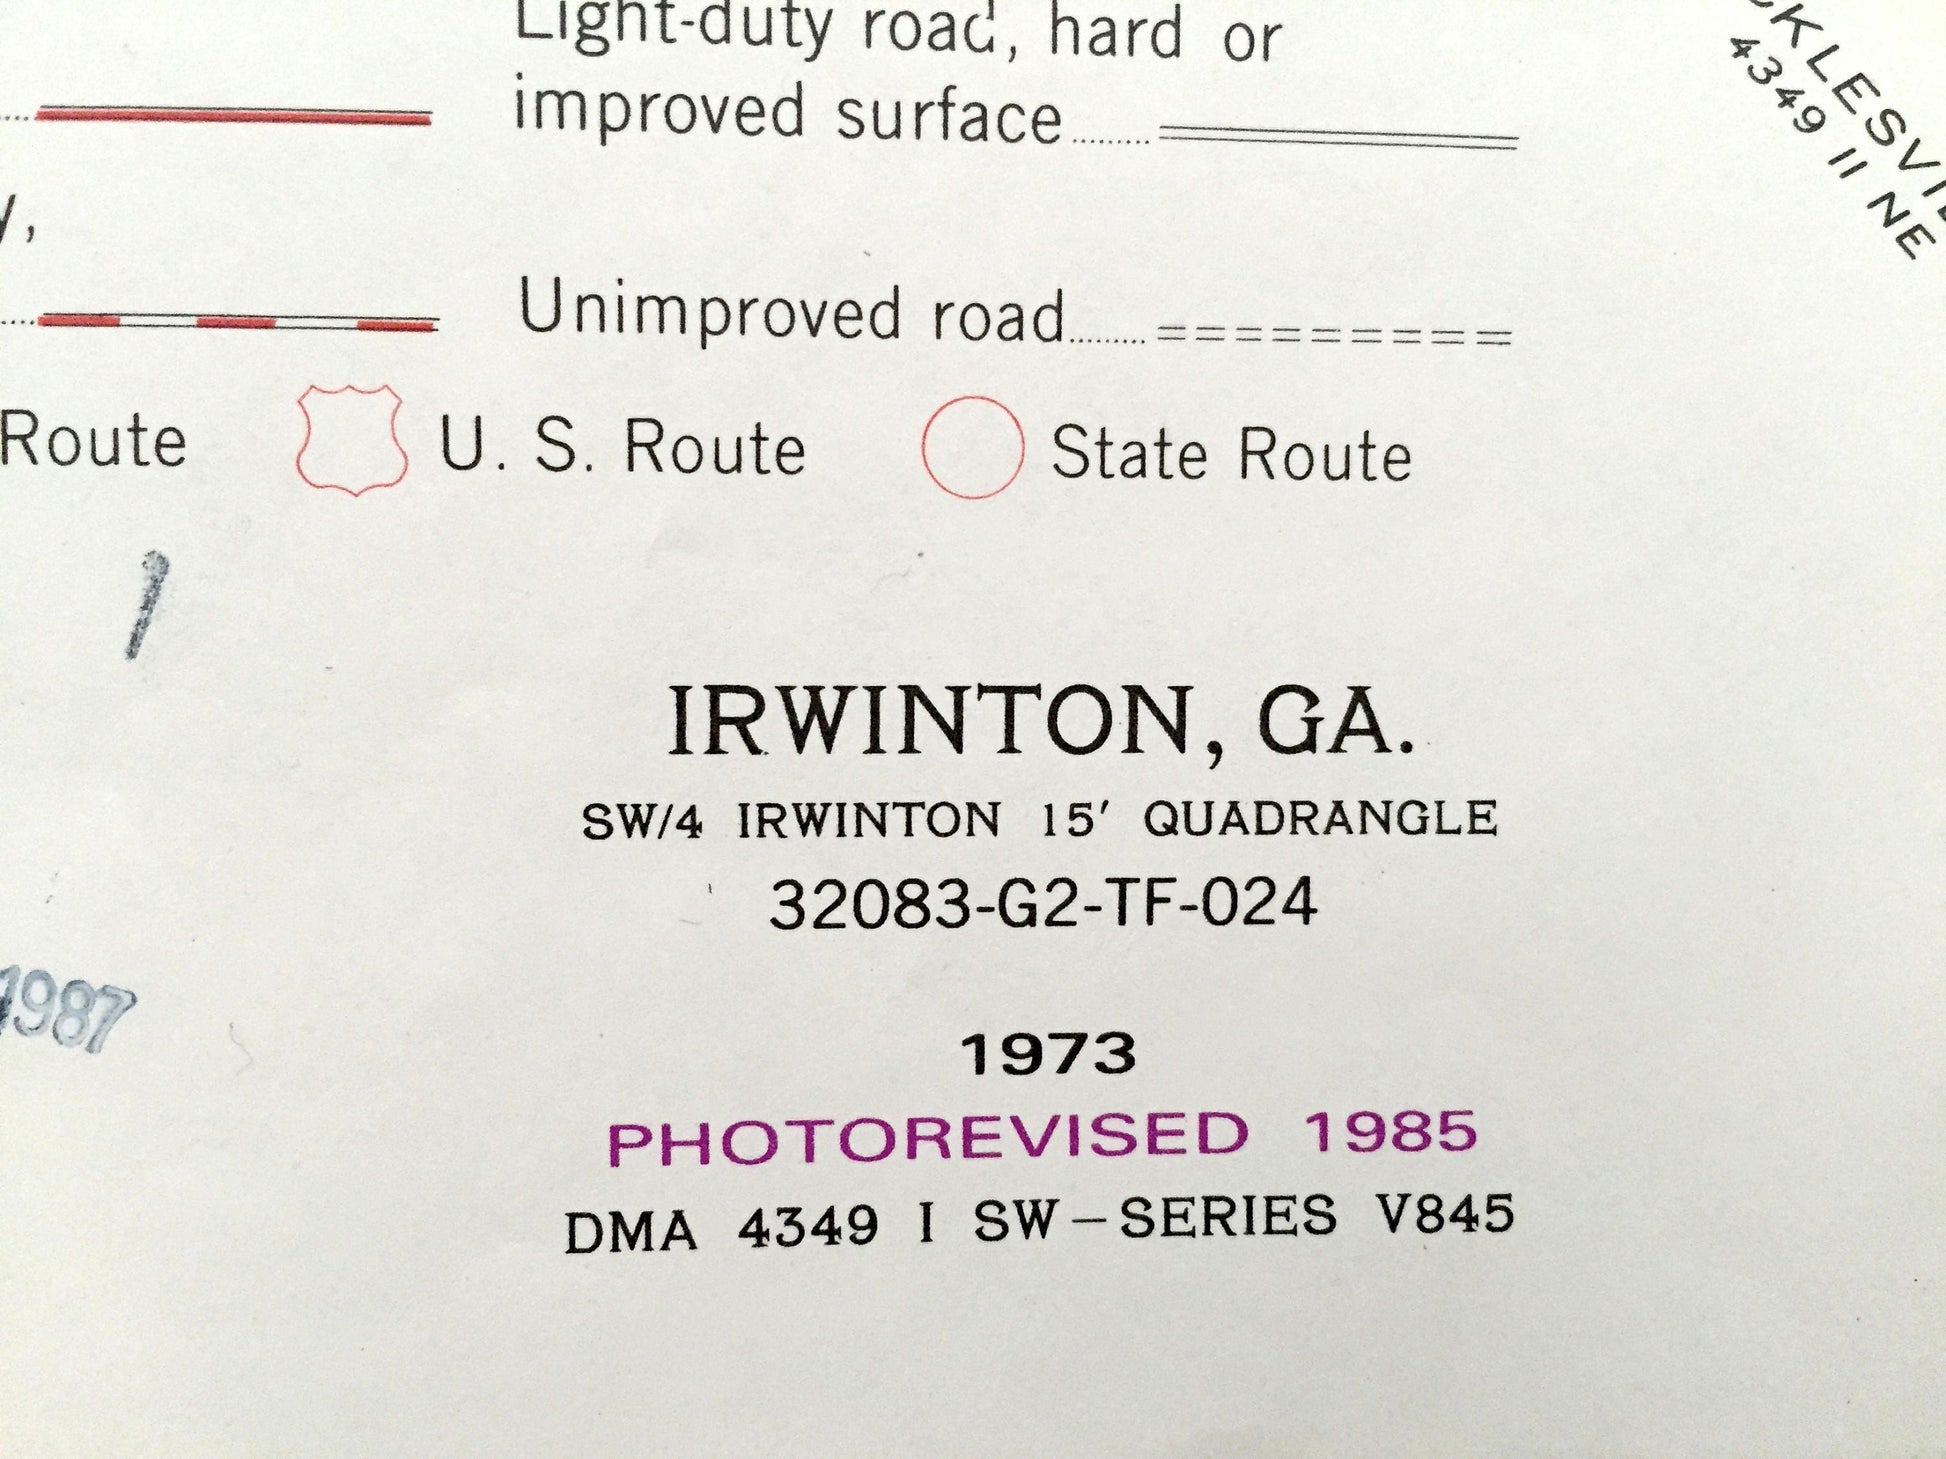 Light-duty road, hard or
improved surface
Unimproved road
Route
U. S. Route
State Route
4349 II NE
IRWINTON, GA.
SW/4 IRWINTON 15′ QUADRANGLE
32083-G2-TF-024
1987
1973
PHOTOREVISED 1985
DMA 4349 I SW–SERIES V845